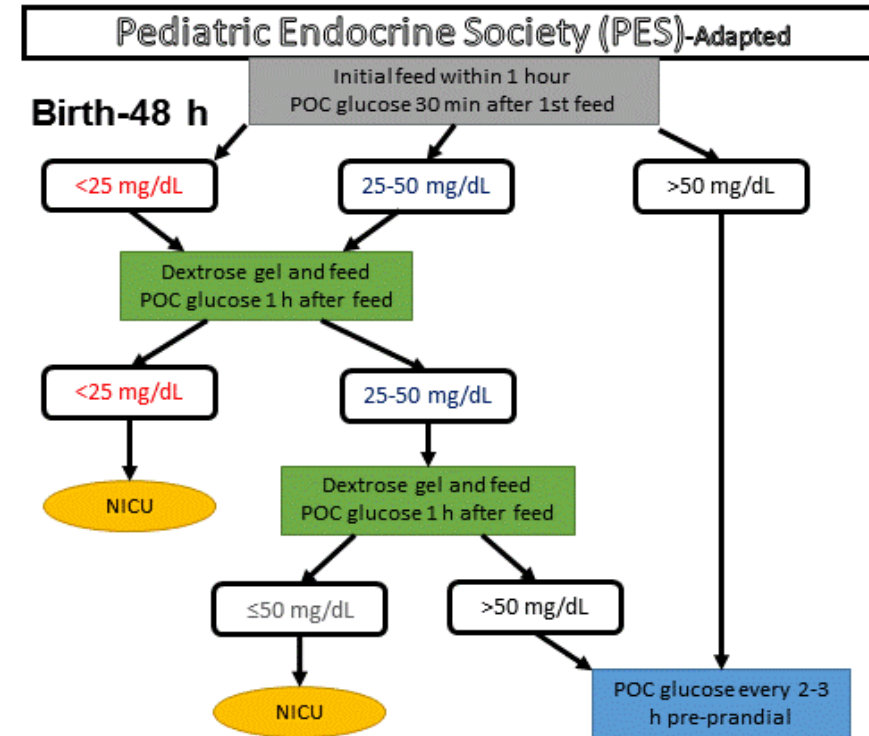 Pediatric Endocrine Society (PES)-Adapted
Initial feed within 1 hour
POC glucose 30 min after 1st feed
Birth-48 h
<25 mg/dL
25-50 mg/dL
>50 mg/dL
Dextrose gel and feed
POC glucose 1 h after feed
<25 mg/dL
25-50 mg/dL
NICU
Dextrose gel and feed
POC glucose 1 h after feed
≤50 mg/dL
>50 mg/dL
NICU
POC glucose every 2-3
h pre-prandial